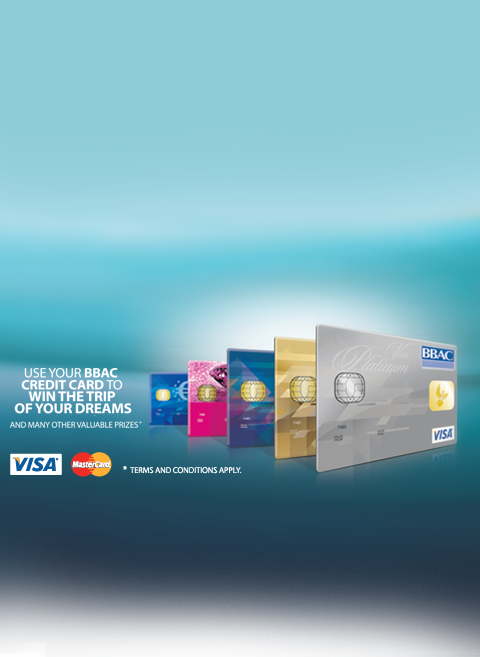 USE YOUR BBAC
CREDIT CARD TO
WIN THE TRIP
OF YOUR DREAMS
AND MANY OTHER VALUABLE PRIZES*
VISA
MasterCard
* TERMS AND CONDITIONS APPLY.
Visa
Platinum
BBAC
VISA